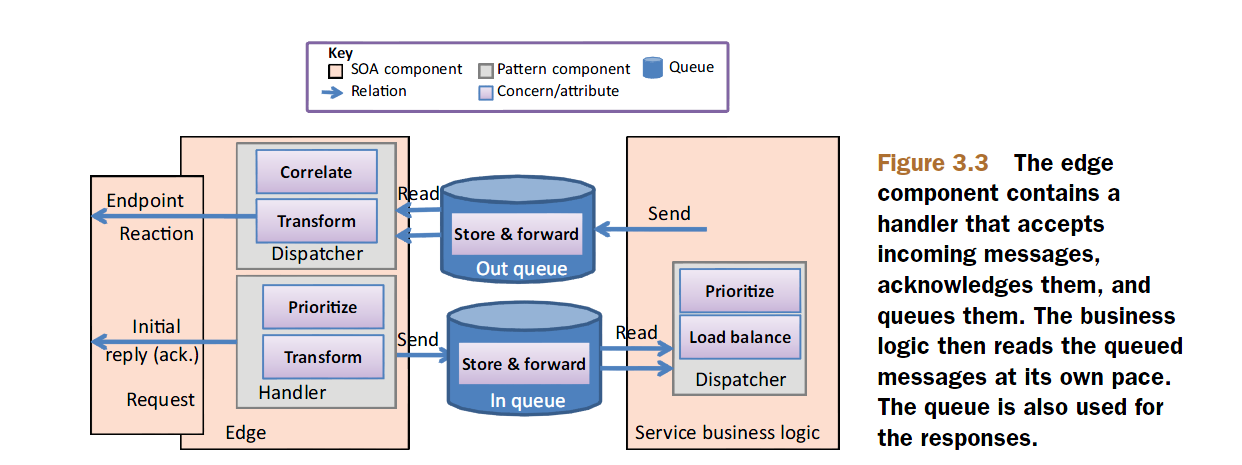 Key
SOA component
Pattern component
Queue
Relation
Concern/attribute
Endpoint
Reaction
Initial
reply (ack.)
Request
Correlate
Transform
Dispatcher
Prioritize
Transform
Handler
Edge
Read
Send
Store & forward
Out queue
Store & forward
In queue
Send
Read
Prioritize
Load balance
Dispatcher
Service business logic
Figure 3.3 The edge
component contains a
handler that accepts
incoming messages,
acknowledges them, and
queues them. The business
logic then reads the queued
messages at its own pace.
The queue is also used for
the responses.